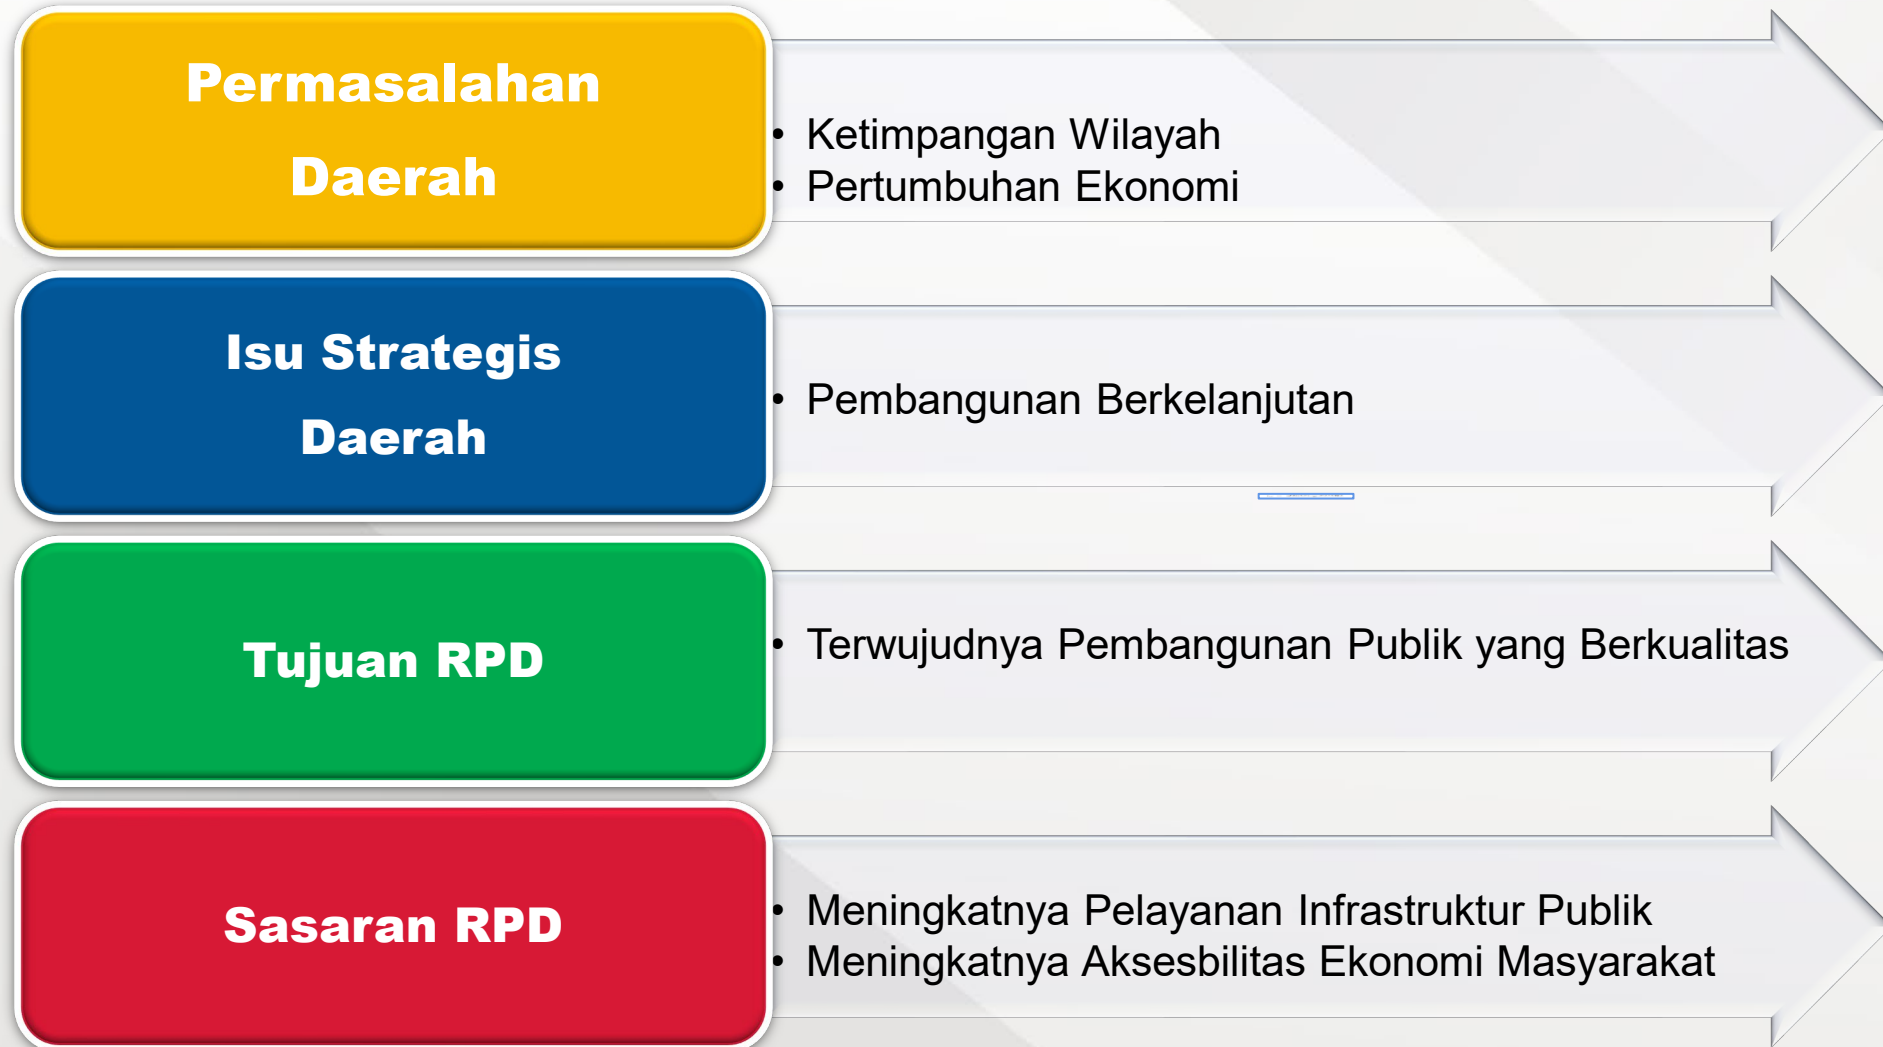 Permasalahan
Daerah
• Ketimpangan Wilayah
• Pertumbuhan Ekonomi
Isu Strategis
Daerah
• Pembangunan Berkelanjutan
Tujuan RPD
• Terwujudnya Pembangunan Publik yang Berkualitas
Sasaran RPD
• Meningkatnya Pelayanan Infrastruktur Publik
• Meningkatnya Aksesbilitas Ekonomi Masyarakat